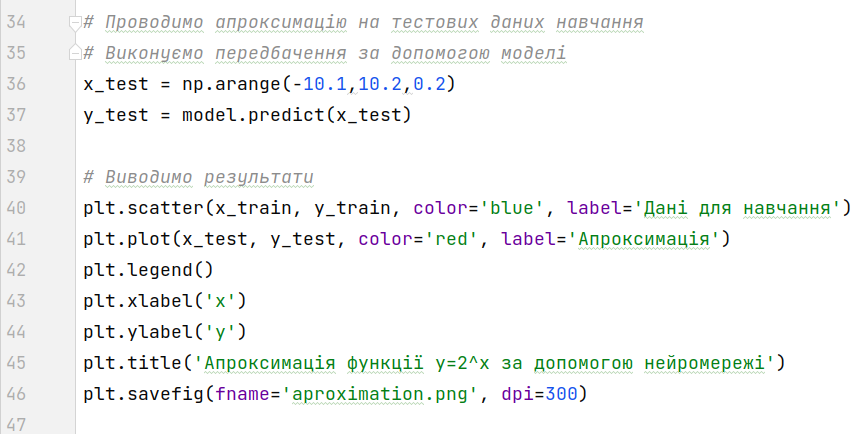 34 # Проводимо апроксимацію на тестових даних навчання
35 # Виконуємо передбачення за допомогою моделі
36 x_test = np.arange(-10.1,10.2,0.2)
37 y_test = model.predict(x_test)
38
39 # Виводимо результати
40 plt.scatter(x_train, y_train, color='blue', label='Дані для навчання')
41 plt.plot(x_test, y_test, color='red', label='Апроксимація')
42 plt.legend()
43 plt.xlabel('x')
44 plt.ylabel('y')
45 plt.title('Апроксимація функції y=2^x за допомогою нейромережі')
46 plt.savefig(fname='aproximation.png', dpi=300)
47